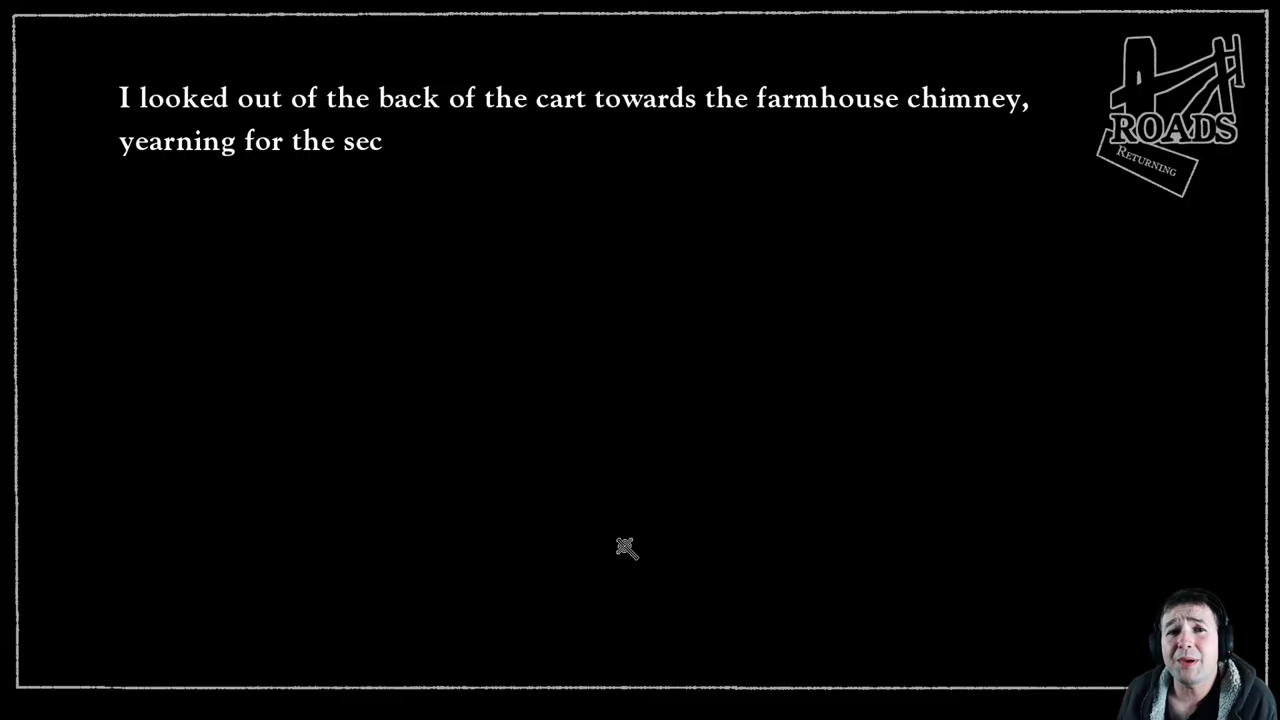 I looked out of the back of the cart towards the farmhouse chimney,
yearning for the sec
ROADS
RETURNING